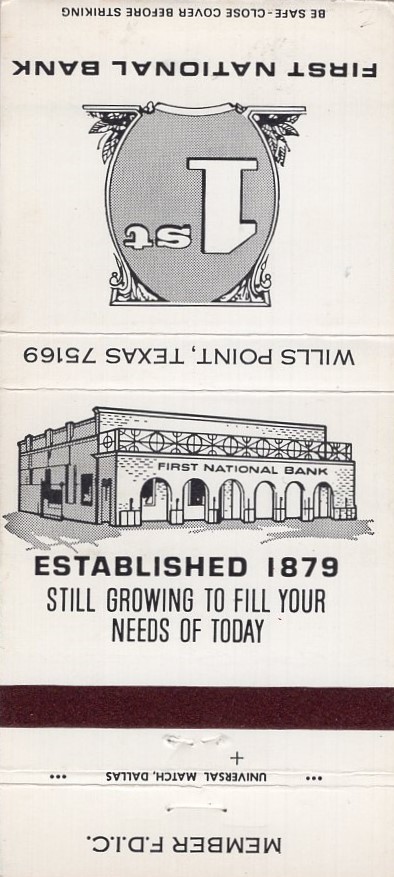 BE SAFE - CLOSE COVER BEFORE STRIKING
FIRST NATIONAL BANK
1st
WILLS POINT, TEXAS 75169
FIRST NATIONAL BANK
ESTABLISHED 1879
STILL GROWING TO FILL YOUR
NEEDS OF TODAY
••• UNIVERSAL MATCH, DALLAS •••
MEMBER F.D.I.C.